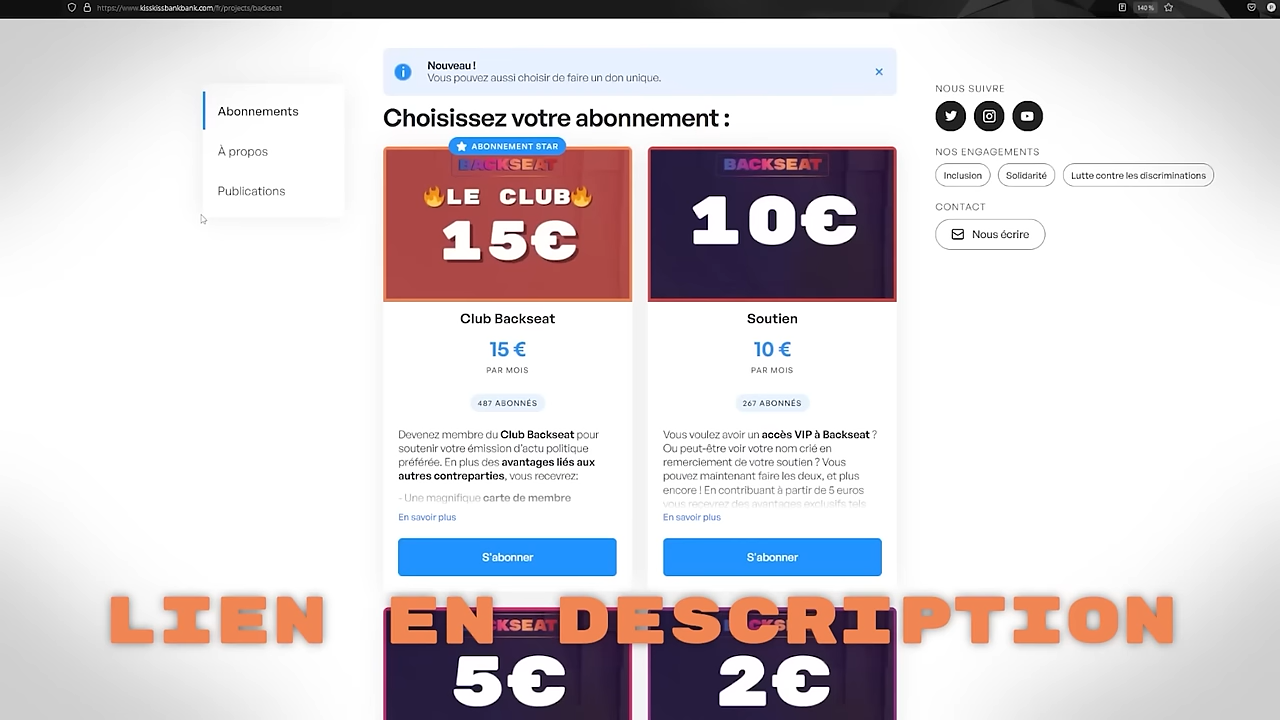 https://www.kisskissbankbank.com/fr/projects/backseat
140 %
Nouveau !
Vous pouvez aussi choisir de faire un don unique.
Choisissez votre abonnement :
Abonnements
À propos
Publications
ABONNEMENT STAR
BACKSEAT
LE CLUB
15€
Club Backseat
15 €
PAR MOIS
487 ABONNÉS
Devenez membre du Club Backseat pour
soutenir votre émission d'actu politique
préférée. En plus des avantages liés aux
autres contreparties, vous recevrez:
- Une magnifique carte de membre
En savoir plus
S'abonner
BACKSEAT
10€
Soutien
10 €
PAR MOIS
267 ABONNÉS
Vous voulez avoir un accès VIP à Backseat ?
Ou peut-être voir votre nom crié en
remerciement de votre soutien ? Vous
pouvez maintenant faire les deux, et plus
encore ! En contribuant à partir de 5 euros
vous recevrez des avantages exclusifs tels
En savoir plus
S'abonner
NOUS SUIVRE
NOS ENGAGEMENTS
Inclusion
Solidarité
Lutte contre les discriminations
CONTACT
Nous écrire
LIEN EN DESCRIPTION
5€
2€